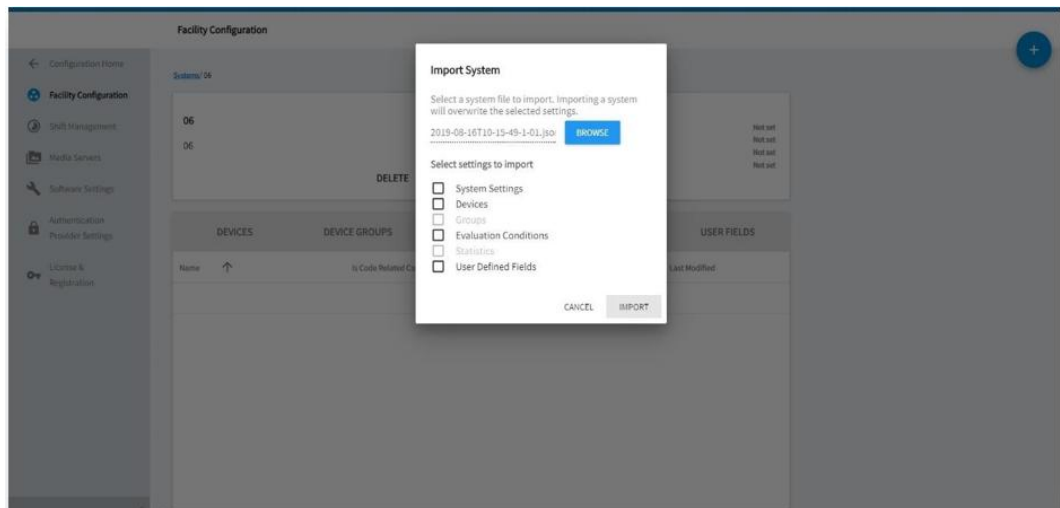 Facility Configuration
+
Configuration Home
Facility Configuration
Shift Management
Media Servers
Software Settings
Authentication
Provider Settings
License &
Registration
Systems/ 06
06
06
DELETE
Not set
Not set
Not set
Not set
DEVICES
DEVICE GROUPS
USER FIELDS
Name
Is Code Related Co
Last Modified
Import System
Select a system file to import. Importing a system
will overwrite the selected settings.
2019-08-16T10-15-49-1-01.jso
BROWSE
Select settings to import
System Settings
Devices
Groups
Evaluation Conditions
Statistics
User Defined Fields
CANCEL
IMPORT